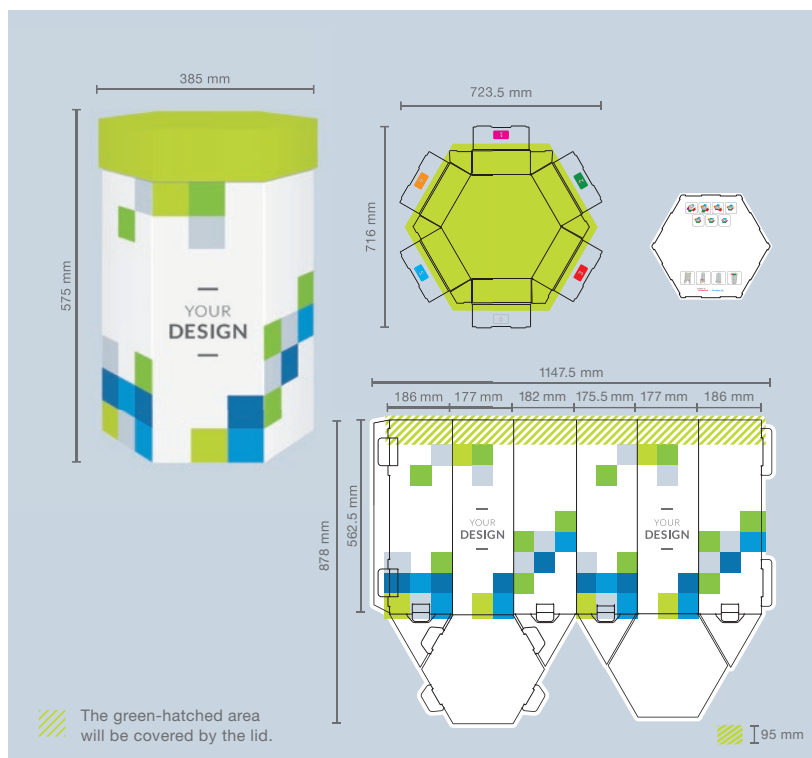 385 mm
575 mm
YOUR
DESIGN
723.5 mm
716 mm
1147.5 mm
186 mm
177 mm
182 mm
175.5 mm
177 mm
186 mm
878 mm
562.5 mm
YOUR
DESIGN
YOUR
DESIGN
The green-hatched area
will be covered by the lid.
95 mm